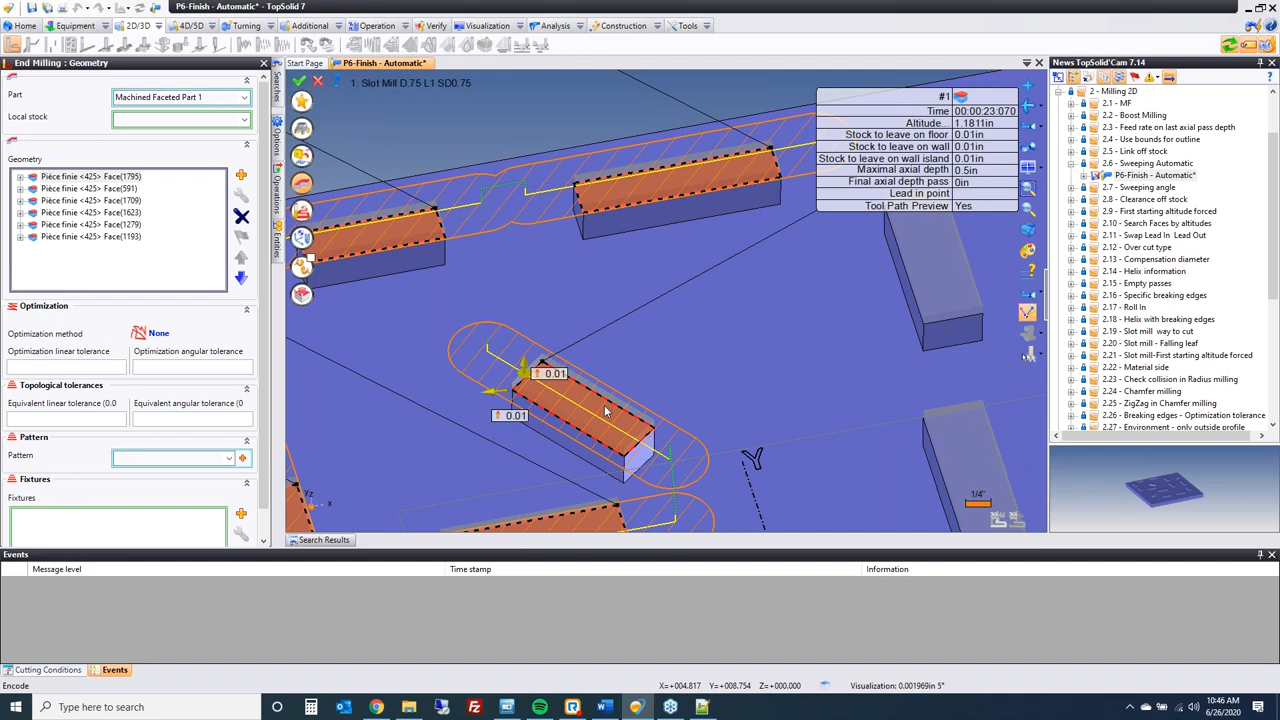 P6-Finish - Automatic* - TopSolid 7
Home Equipment 2D/3D 4D/5D Turning Additional Operation Verify Visualization Analysis Construction Tools
End Milling : Geometry
Start Page P6-Finish - Automatic*
News TopSolid'Cam 7.14
Part Machined Faceted Part 1
Local stock
Geometry
Pièce finie <425> Face(1795)
Pièce finie <425> Face(591)
Pièce finie <425> Face(1709)
Pièce finie <425> Face(1623)
Pièce finie <425> Face(1279)
Pièce finie <425> Face(1193)
Optimization
Optimization method None
Optimization linear tolerance Optimization angular tolerance
Topological tolerances
Equivalent linear tolerance (0.0 Equivalent angular tolerance (0
Pattern
Pattern
Fixtures
Fixtures
Searches
Options
Operations
Entities
1: Slot Mill D.75 L1 SD0.75
#1
Time 00:00:23:070
Altitude... 1.1811in
Stock to leave on floor 0.01in
Stock to leave on wall 0.01in
Stock to leave on wall island 0.01in
Maximal axial depth 0.5in
Final axial depth pass 0in
Lead in point
Tool Path Preview Yes
0.01
0.01
Y
1/4"
x
Search Results
2 - Milling 2D
2.1 - MF
2.2 - Boost Milling
2.3 - Feed rate on last axial pass depth
2.4 - Use bounds for outline
2.5 - Link off stock
2.6 - Sweeping Automatic
P6-Finish - Automatic*
2.7 - Sweeping angle
2.8 - Clearance off stock
2.9 - First starting altitude forced
2.10 - Search Faces by altitudes
2.11 - Swap Lead In Lead Out
2.12 - Over cut type
2.13 - Compensation diameter
2.14 - Helix information
2.15 - Empty passes
2.16 - Specific breaking edges
2.17 - Roll In
2.18 - Helix with breaking edges
2.19 - Slot mill way to cut
2.20 - Slot mill - Falling leaf
2.21 - Slot mill-First starting altitude forced
2.22 - Material side
2.23 - Check collision in Radius milling
2.24 - Chamfer milling
2.25 - ZigZag in Chamfer milling
2.26 - Breaking edges - Optimization tolerance
2.27 - Environment - only outside profile
Events
Message level Time stamp Information
Cutting Conditions Events
Encode X=+004.817 Y=+008.754 Z=+000.000 Visualization: 0.001969in 5°
Type here to search
10:46 AM
6/26/2020